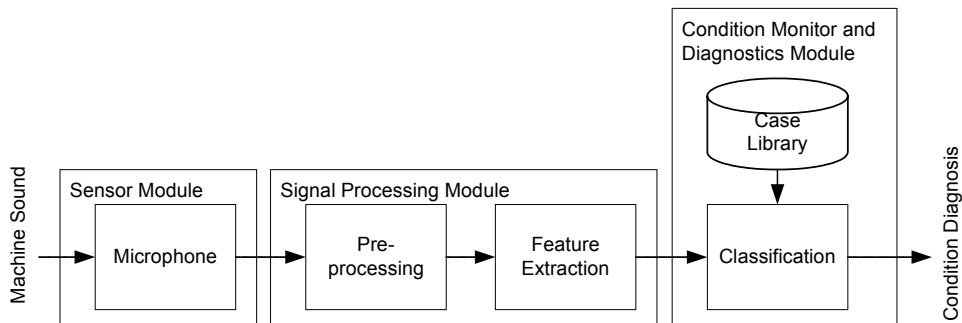 Condition Monitor and
Diagnostics Module
Case
Library
Machine Sound
Sensor Module
Microphone
Signal Processing Module
Pre-
processing
Feature
Extraction
Classification
Condition Diagnosis